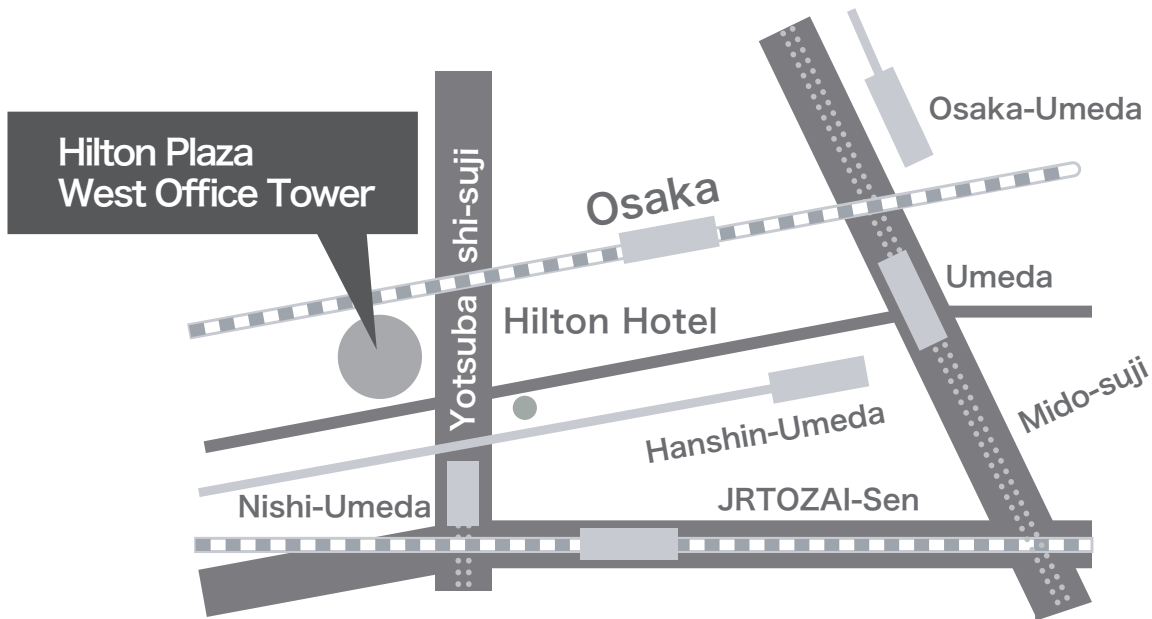 Osaka-Umeda
Hilton Plaza
West Office Tower
Yotsuba shi-suji
Osaka
Umeda
Hilton Hotel
Mido-suji
Hanshin-Umeda
Nishi-Umeda
JRTOZAI-Sen